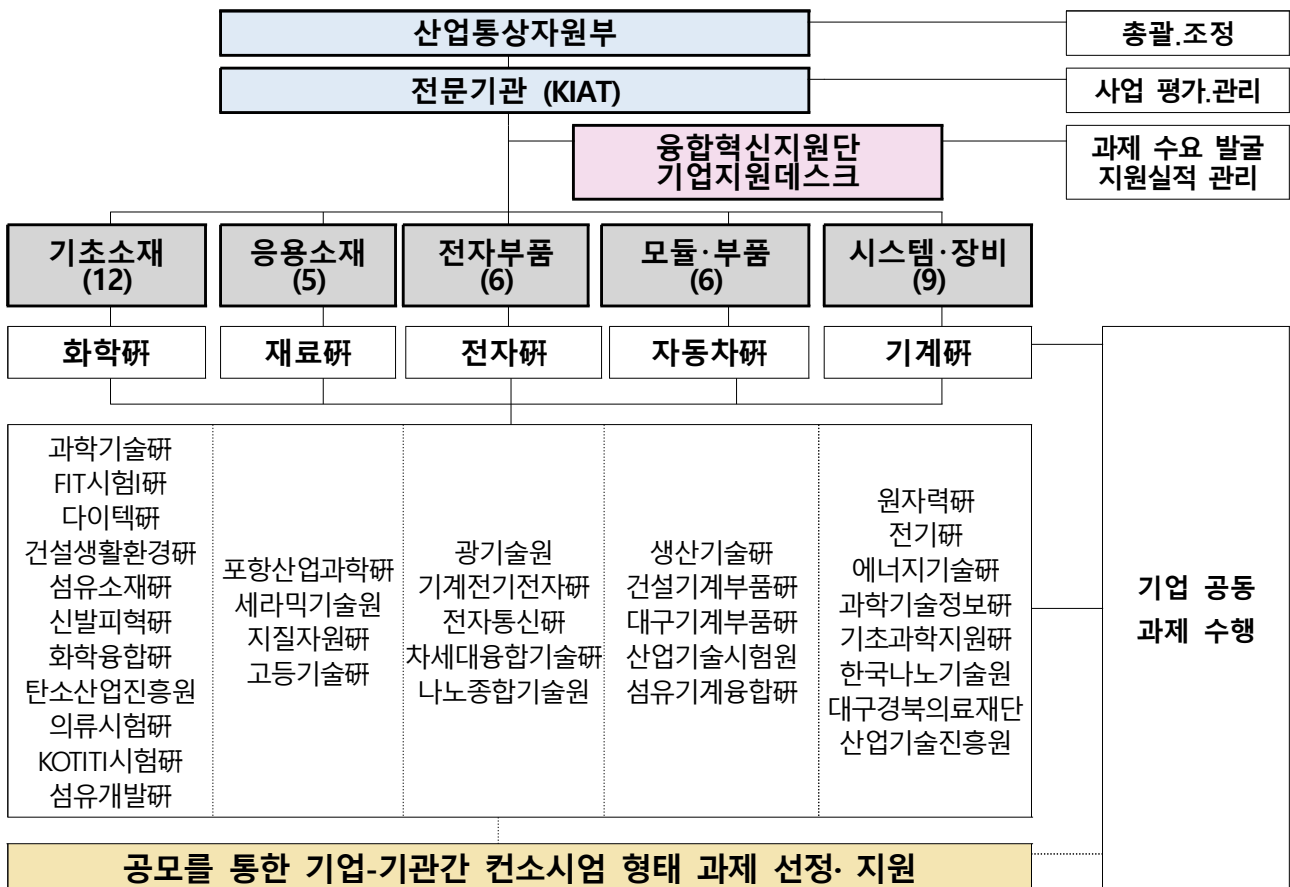 산업통상자원부
총괄.조정
전문기관 (KIAT)
사업 평가.관리
융합혁신지원단
기업지원데스크
과제 수요 발굴
지원실적 관리
기초소재
(12)
응용소재
(5)
전자부품
(6)
모듈·부품
(6)
시스템·장비
(9)
화학硏
재료硏
전자硏
자동차硏
기계硏
과학기술硏
FIT시험I硏
다이텍硏
건설생활환경硏
섬유소재硏
신발피혁硏
화학융합硏
탄소산업진흥원
의류시험硏
KOTITI시험硏
섬유개발硏
포항산업과학硏
세라믹기술원
지질자원硏
고등기술硏
광기술원
기계전기전자硏
전자통신硏
차세대융합기술硏
나노종합기술원
생산기술硏
건설기계부품硏
대구기계부품硏
산업기술시험원
섬유기계융합硏
원자력硏
전기硏
에너지기술硏
과학기술정보硏
기초과학지원硏
한국나노기술원
대구경북의료재단
산업기술진흥원
기업 공동
과제 수행
공모를 통한 기업-기관간 컨소시엄 형태 과제 선정· 지원